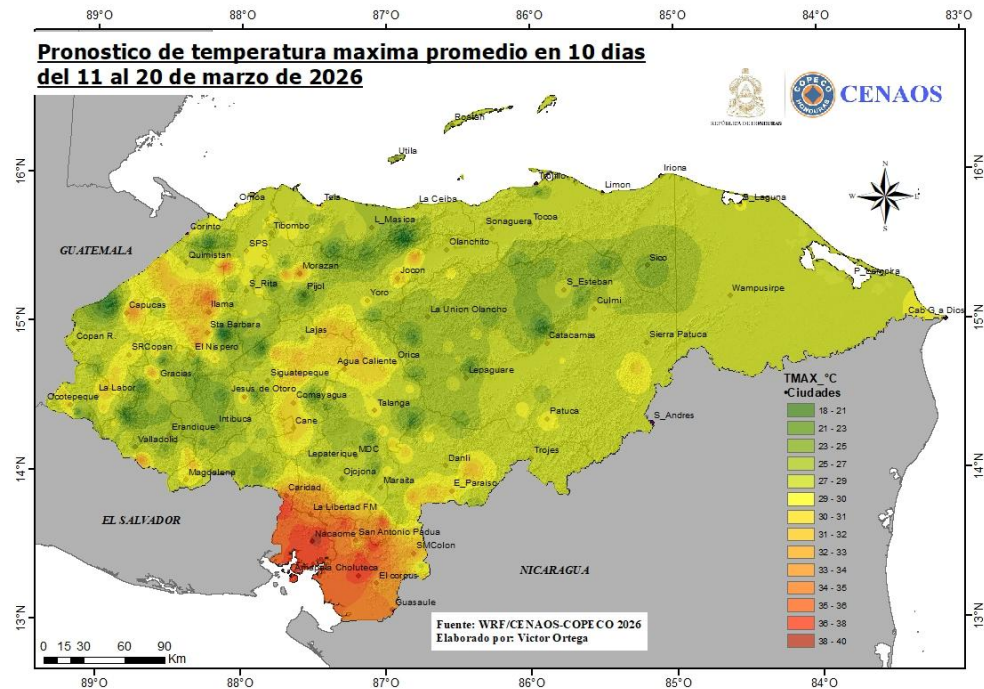 89°O 88°O 87°O 86°O 85°O 84°O 83°O
Pronostico de temperatura maxima promedio en 10 dias
del 11 al 20 de marzo de 2026
REPÚBLICA DE HONDURAS
COPECO
HONDURAS
CENAOS
Roatan
Utila
16°N
16°N
Trujillo
Iriona
Limon
Omoa
Tela
La Ceiba
B_Laguna
N
W
E
S
Corinto
Tibombo
L_Masica
Sonaguera
Tocoa
GUATEMALA
SPS
Olanchito
Quimistan
Morazan
Jocon
Sico
P_Lempira
S_Rita
Pijol
Yoro
S_Esteban
Culmi
Wampusirpe
Capucas
Ilama
La Union Olancho
Cab G_a Dios
15°N
15°N
Copan R.
Sta Barbara
Lajas
Catacamas
Sierra Patuca
SRCopan
El Nispero
Orica
Agua Caliente
Gracias
Siguatepeque
Lepaguare
La Labor
Jesus de Otoro
Comayagua
Ocotepeque
Talanga
Patuca
S_Andres
Intibuca
Cane
Erandique
Valladolid
Lepaterique
MDC
Trojes
Danli
14°N
14°N
Magdalena
Ojojona
Maraita
E_Paraiso
Caridad
La Libertad FM
EL SALVADOR
Nacaome
San Antonio Padua
SMColon
Amapala
Choluteca
El corpus
NICARAGUA
Guasaule
13°N
13°N
TMAX_°C
Ciudades
18 - 21
21 - 23
23 - 25
25 - 27
27 - 29
29 - 30
30 - 31
31 - 32
32 - 33
33 - 34
34 - 35
35 - 36
36 - 38
38 - 40
Fuente: WRF/CENAOS-COPECO 2026
Elaborado por: Victor Ortega
0 15 30 60 90
Km
89°O 88°O 87°O 86°O 85°O 84°O